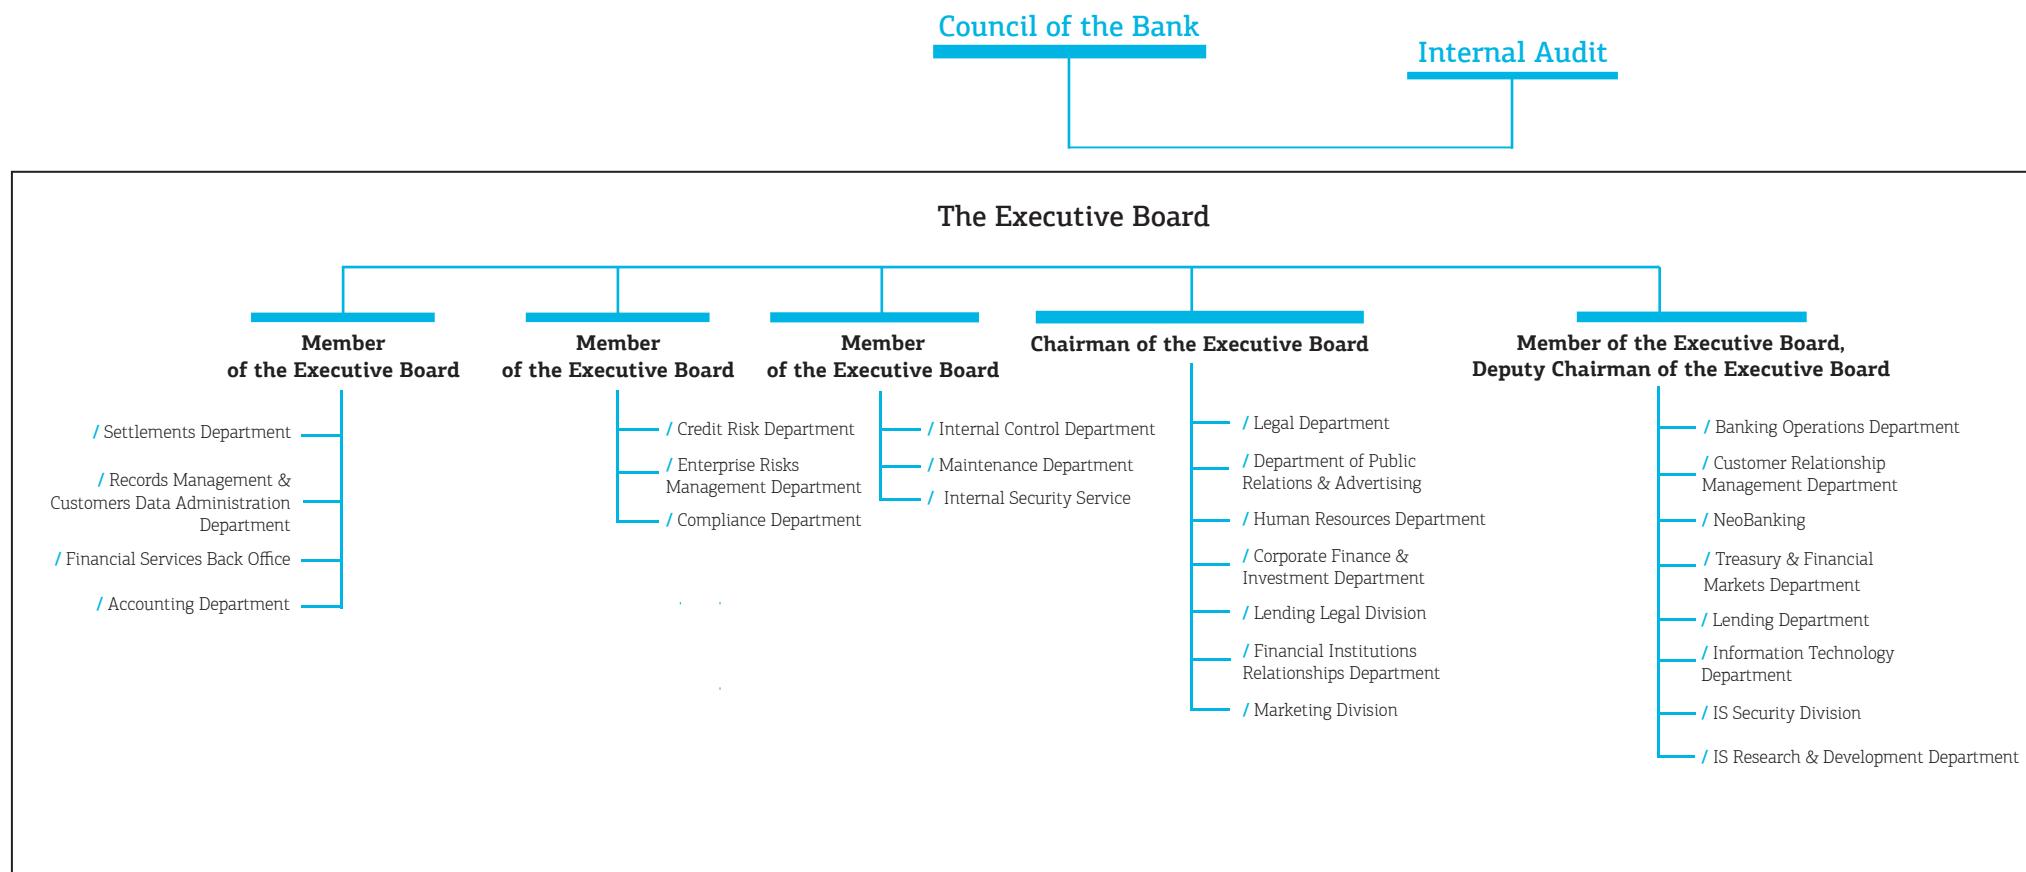 Council of the Bank
Internal Audit
The Executive Board
Member
of the Executive Board
/ Settlements Department
/ Records Management &
Customers Data Administration
Department
/ Financial Services Back Office
/ Accounting Department
Member
of the Executive Board
/ Credit Risk Department
/ Enterprise Risks
Management Department
/ Compliance Department
Member
of the Executive Board
/ Internal Control Department
/ Maintenance Department
/ Internal Security Service
Chairman of the Executive Board
/ Legal Department
/ Department of Public
Relations & Advertising
/ Human Resources Department
/ Corporate Finance &
Investment Department
/ Lending Legal Division
/ Financial Institutions
Relationships Department
/ Marketing Division
Member of the Executive Board,
Deputy Chairman of the Executive Board
/ Banking Operations Department
/ Customer Relationship
Management Department
/ NeoBanking
/ Treasury & Financial
Markets Department
/ Lending Department
/ Information Technology
Department
/ IS Security Division
/ IS Research & Development Department